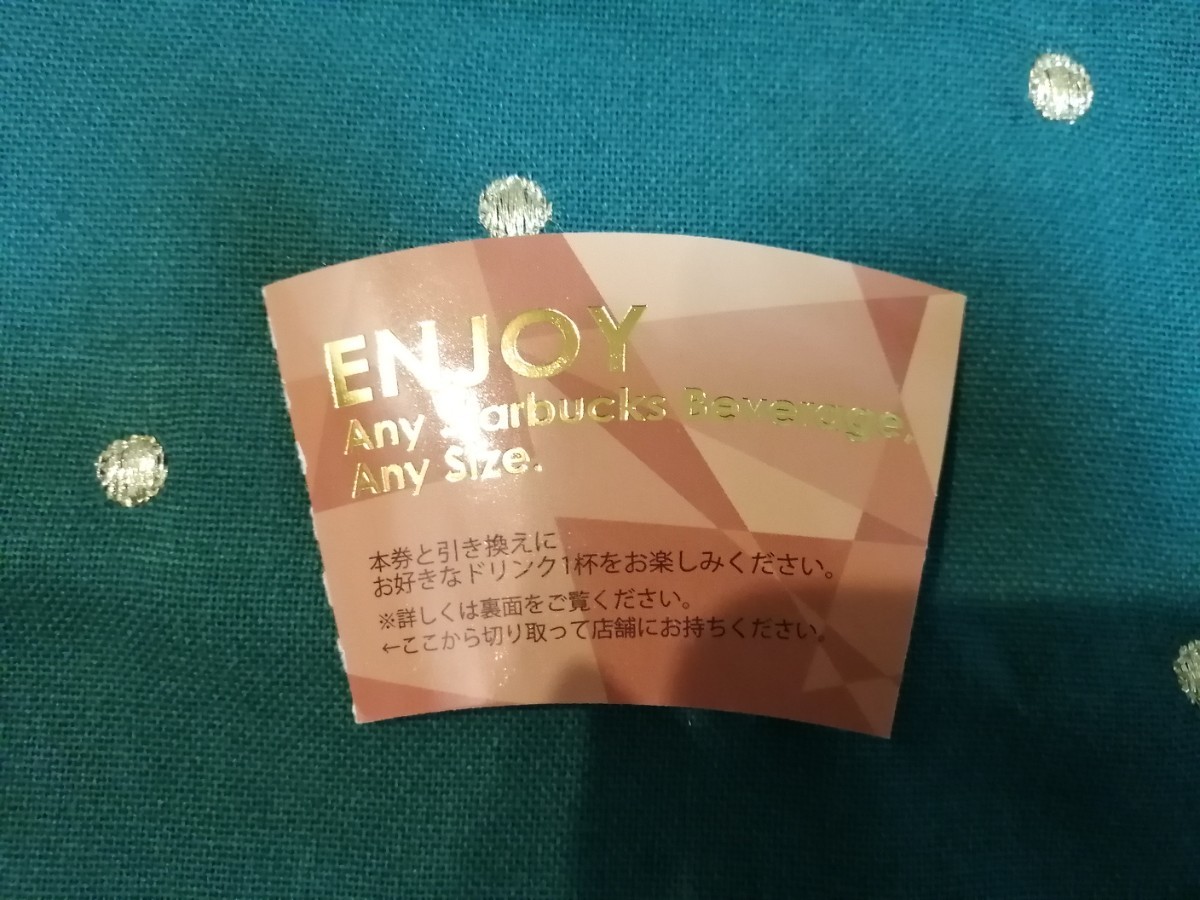 ENJOY
Any Starbucks Beverage,
Any Size.
本券と引き換えに
お好きなドリンク1杯をお楽しみください。
※詳しくは裏面をご覧ください。
←ここから切り取って店舗にお持ちください。